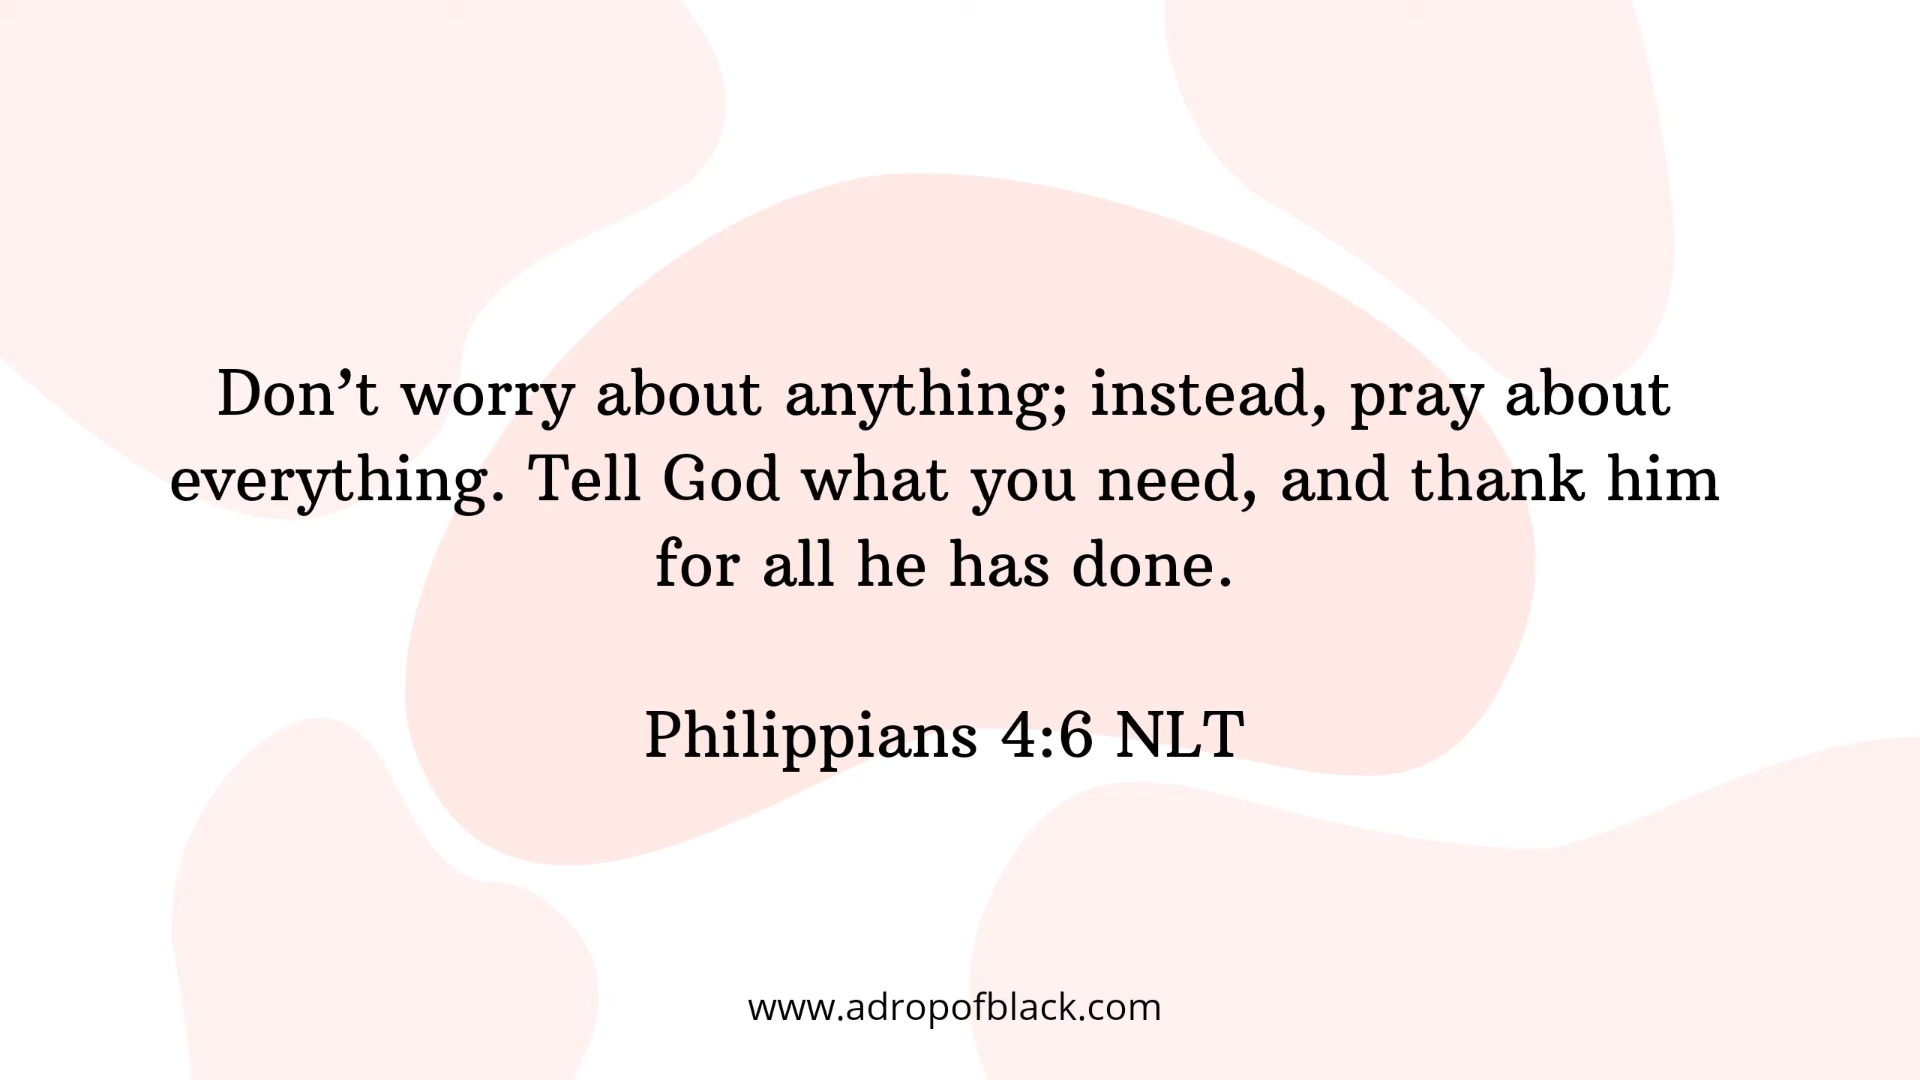 Don’t worry about anything; instead, pray about
everything. Tell God what you need, and thank him
for all he has done.
Philippians 4:6 NLT
www.adropofblack.com